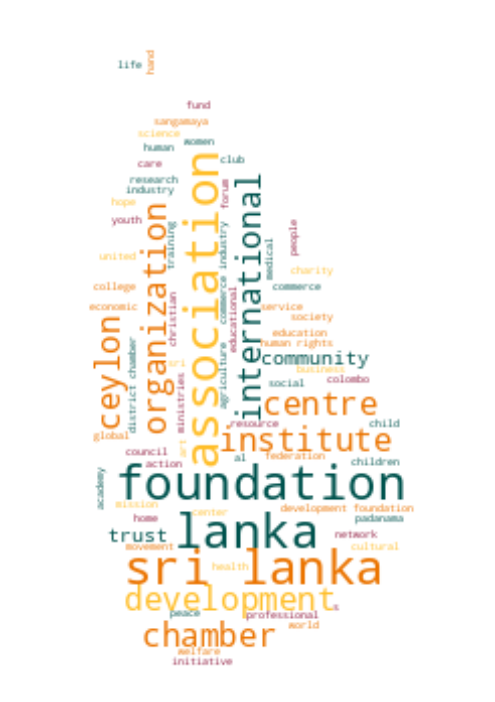 life
hand
fund
sangamaya
science
women
human
club
care
research
industry
forum
hope
youth
association
international
organization
training
commerce industry
people
medical
united
charity
college
commerce
educational
economic
service
christian
society
ceylon
education
human rights
district chamber
community
sri
business
agriculture
social
colombo
ministries
centre
resource
child
global
institute
art
council
al
federation
action
children
foundation
academy
mission
center
development foundation
home
lanka
padanama
trust
network
movement
cultural
sri lanka
health
development
s
peace
professional
world
chamber
welfare
initiative